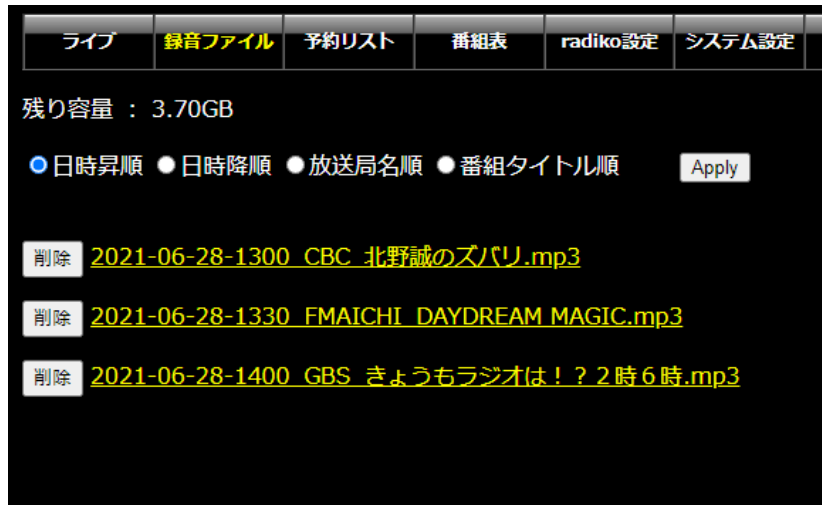 ライブ 録音ファイル 予約リスト 番組表 radiko設定 システム設定
残り容量 : 3.70GB
日時昇順 日時降順 放送局名順 番組タイトル順 Apply
削除 2021-06-28-1300_CBC_北野誠のズバリ.mp3
削除 2021-06-28-1330_FMAICHI_DAYDREAM MAGIC.mp3
削除 2021-06-28-1400_GBS_きょうもラジオは！？２時６時.mp3